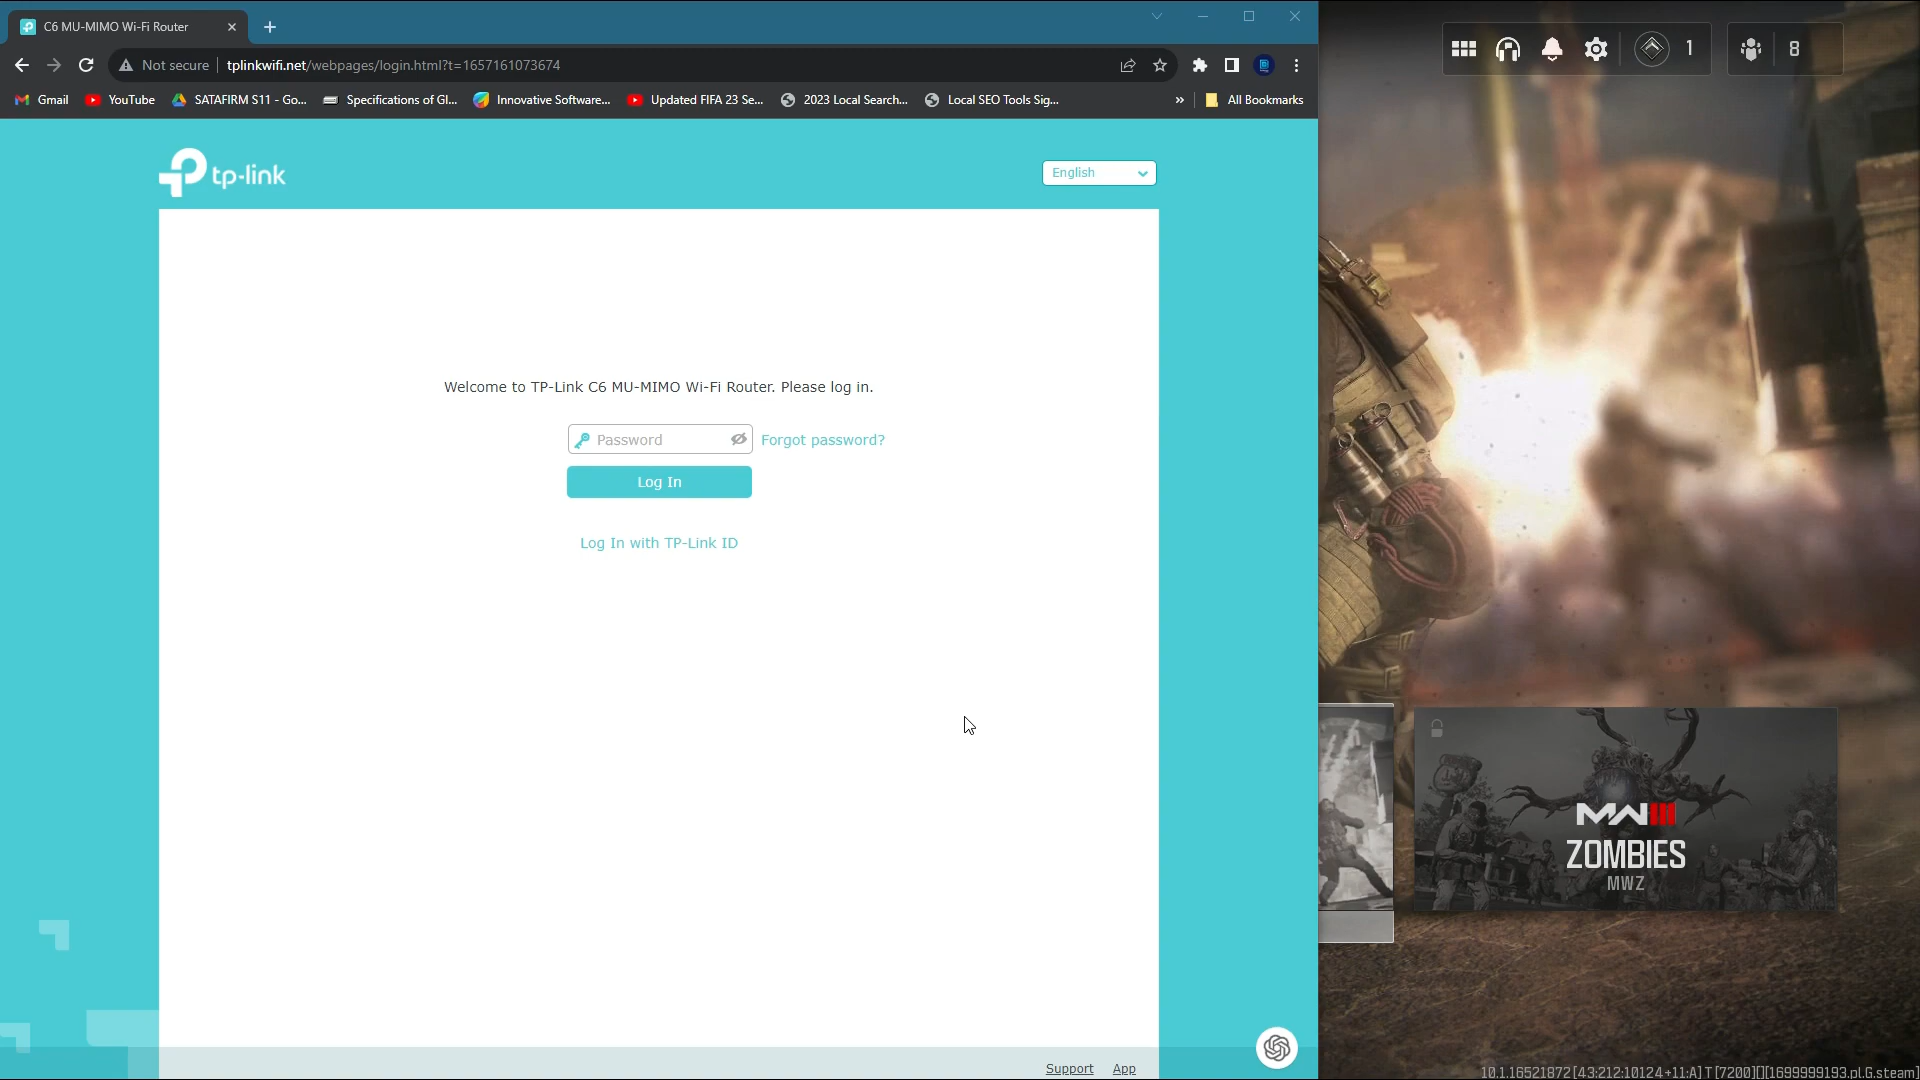 C6 MU-MIMO Wi-Fi Router
Not secure
tplinkwifi.net/webpages/login.html?t=1657161073674
Gmail
YouTube
SATAFIRM S11 - Go...
Specifications of Gl...
Innovative Software...
Updated FIFA 23 Se...
2023 Local Search...
Local SEO Tools Sig...
»
All Bookmarks
1
8
tp-link
English
Welcome to TP-Link C6 MU-MIMO Wi-Fi Router. Please log in.
Password
Forgot password?
Log In
Log In with TP-Link ID
MWIII
ZOMBIES
MWZ
Support
App
10.1.16521872 [43:212:10124+11:A] T [7200][][1699999193.pl.G.steam]